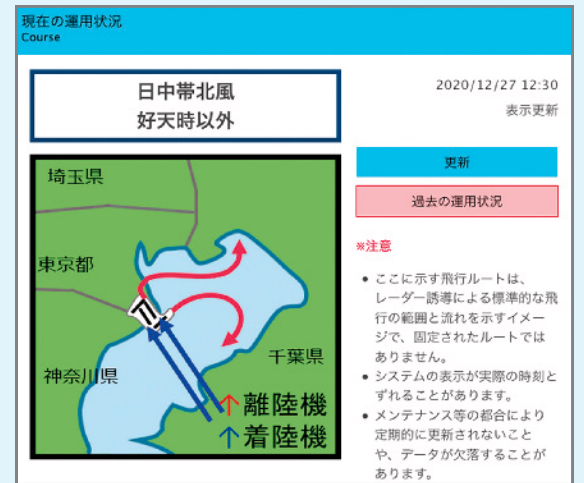 現在の運用状況
Course
日中帯北風
好天時以外
2020/12/27 12:30
表示更新
更新
過去の運用状況
※注意
埼玉県
東京都
神奈川県
千葉県
↑離陸機
↑着陸機
● ここに示す飛行ルートは、
レーダー誘導による標準的な飛
行の範囲と流れを示すイメー
ジで、固定されたルートでは
ありません。
● システムの表示が実際の時刻と
ずれることがあります。
● メンテナンス等の都合により
定期的に更新されないこと
や、データが欠落することが
あります。